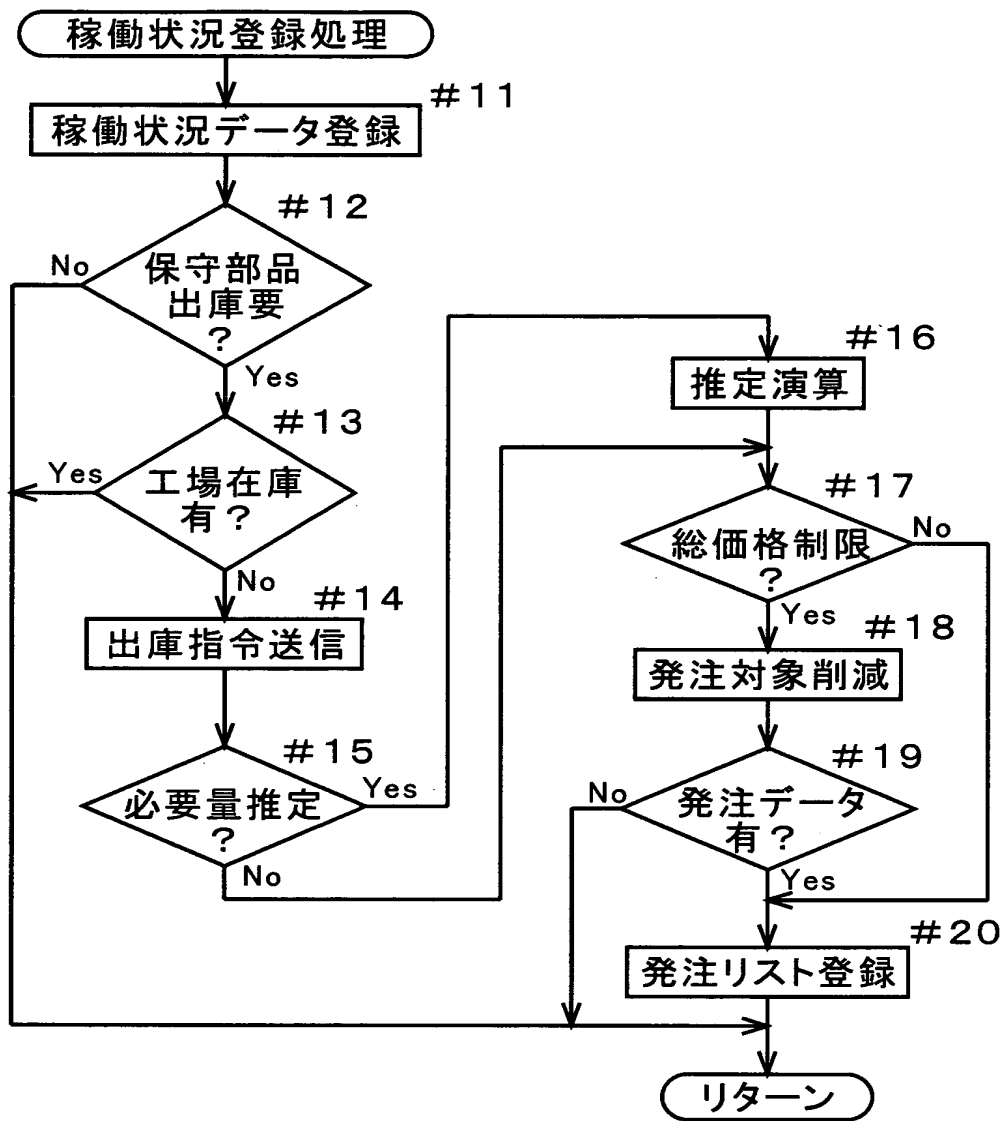 稼働状況登録処理
#11
稼働状況データ登録
#12
保守部品
出庫要
?
No
Yes
#13
工場在庫
有?
Yes
No
#14
出庫指令送信
#15
必要量推定
?
Yes
No
#16
推定演算
#17
総価格制限
?
No
Yes
#18
発注対象削減
#19
発注データ
有?
No
Yes
#20
発注リスト登録
リターン